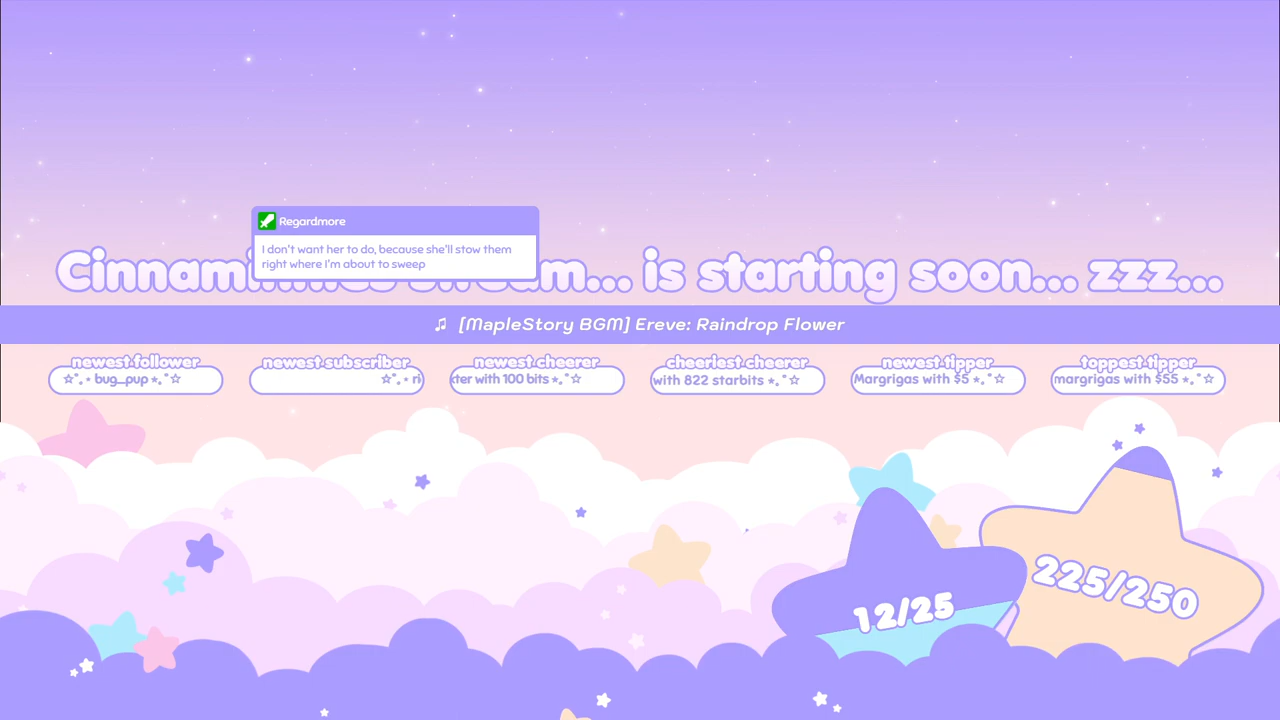 Regardmore
I don't want her to do, because she'll stow them
right where I'm about to sweep
is starting soon... zzz...
♫ [MapleStory BGM] Ereve: Raindrop Flower
newest follower
newest subscriber
newest cheerer
cheeriest cheerer
newest tipper
toppest tipper
☆˚｡⋆ bug_pup ⋆｡˚☆
☆˚｡⋆
with 100 bits ⋆｡˚☆
with 822 starbits ⋆｡˚☆
Margrigas with $5 ⋆｡˚☆
margrigas with $55 ⋆｡˚☆
225/250
12/25